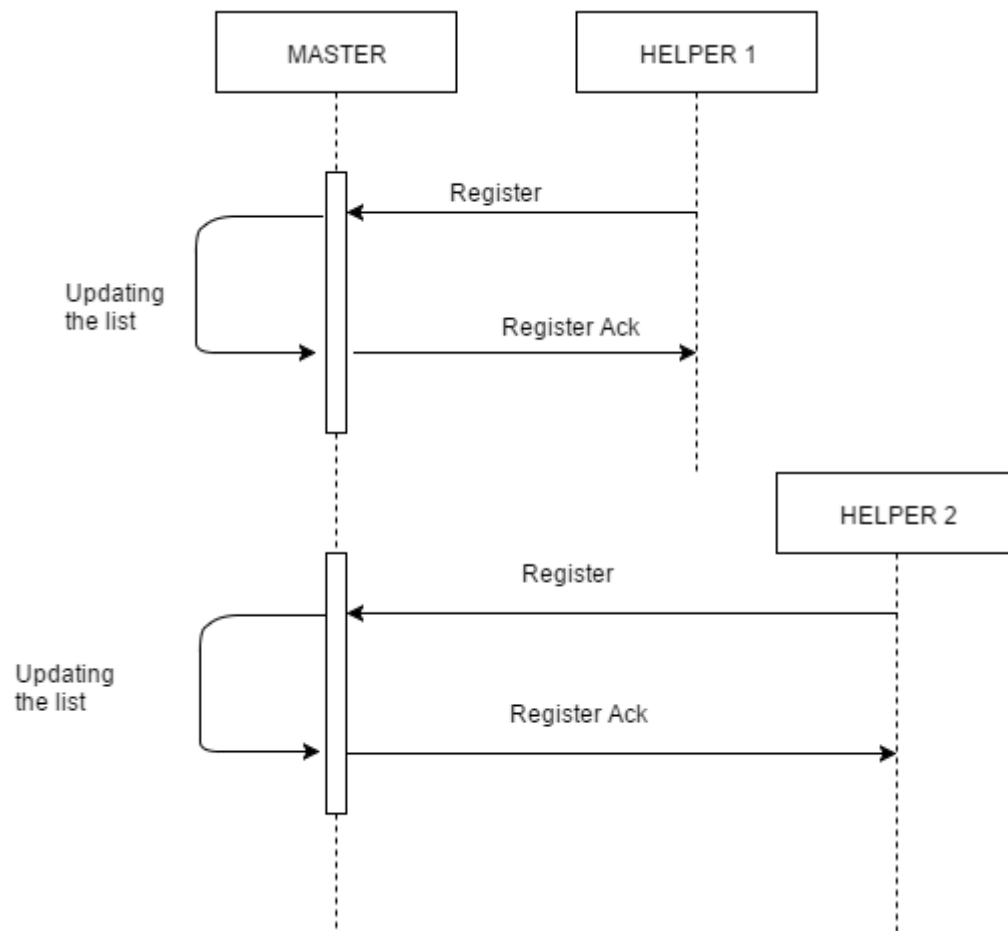 MASTER
HELPER 1
Register
Updating
the list
Register Ack
HELPER 2
Register
Updating
the list
Register Ack